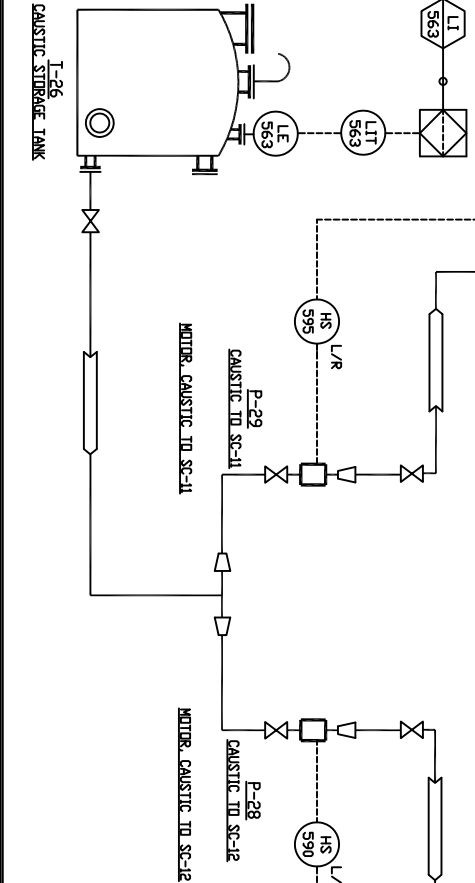 LI
563
LIT
563
LE
563
T-26
CAUSTIC STORAGE TANK
HS
595
L/R
P-29
CAUSTIC TO SC-11
MOTOR, CAUSTIC TO SC-11
P-28
CAUSTIC TO SC-12
MOTOR, CAUSTIC TO SC-12
HS
590
L/